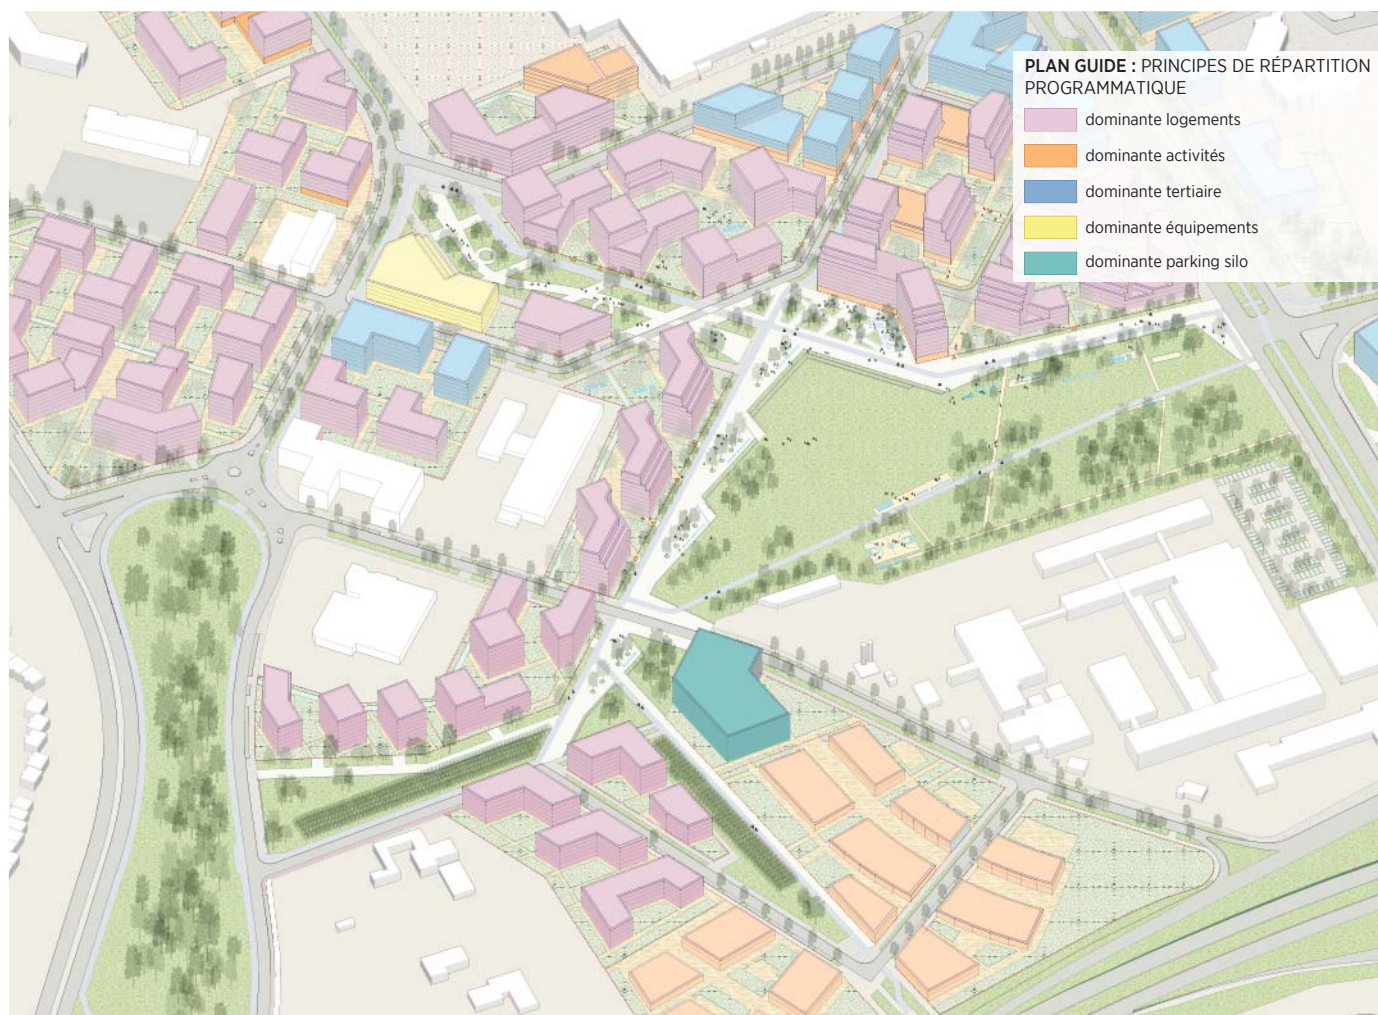 PLAN GUIDE : PRINCIPES DE RÉPARTITION
PROGRAMMATIQUE
dominante logements
dominante activités
dominante tertiaire
dominante équipements
dominante parking silo